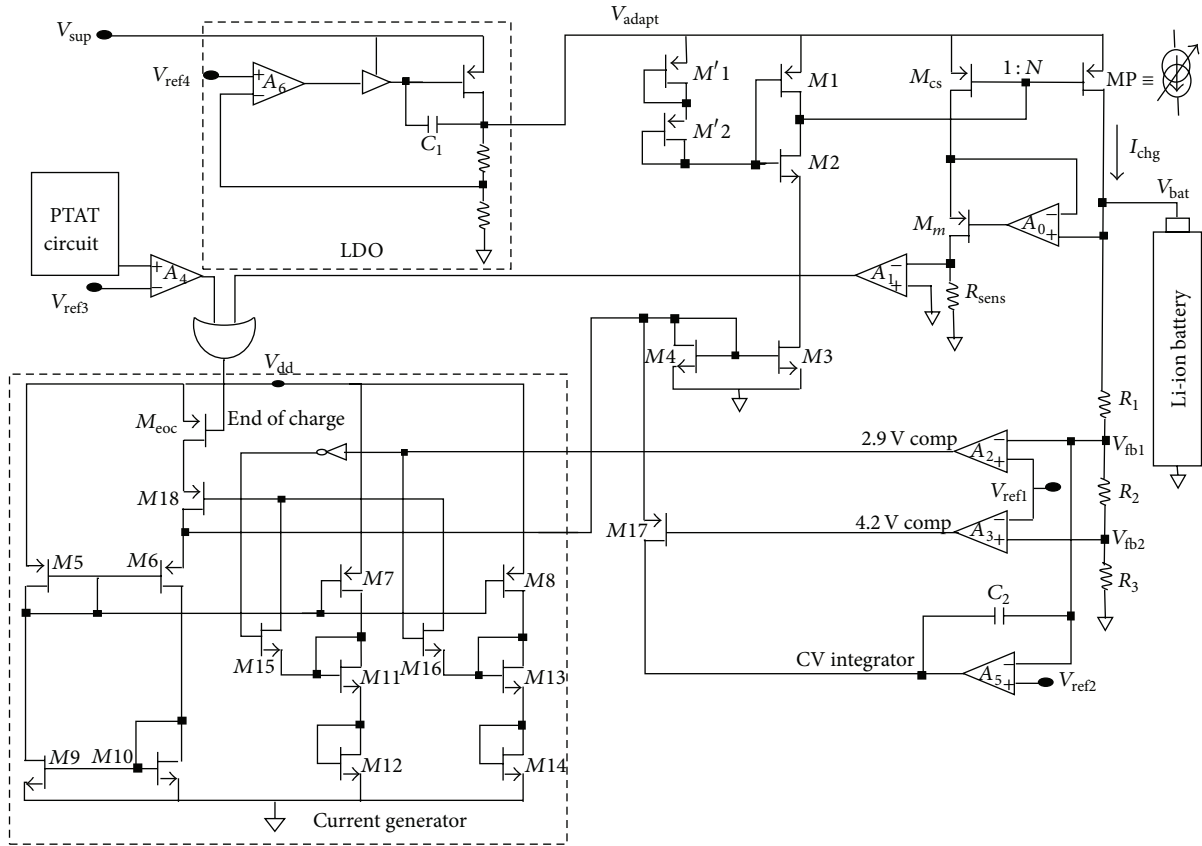 V_adapt
V_sup
V_ref4
+
−
A_6
C_1
LDO
M′1
M′2
M1
M2
M_cs
1 : N
MP ≡
I_chg
V_bat
M_m
A_0
−
+
PTAT
circuit
V_ref3
+
−
A_4
A_1
−
+
R_sens
Li-ion battery
M4
M3
V_dd
M_eoc
End of charge
M18
2.9 V comp
A_2
−
+
R_1
V_fb1
V_ref1
R_2
M17
4.2 V comp
A_3
−
+
V_fb2
R_3
M5
M6
M7
M8
M15
M11
M16
M13
C_2
CV integrator
A_5
−
+
V_ref2
M9
M10
M12
M14
Current generator